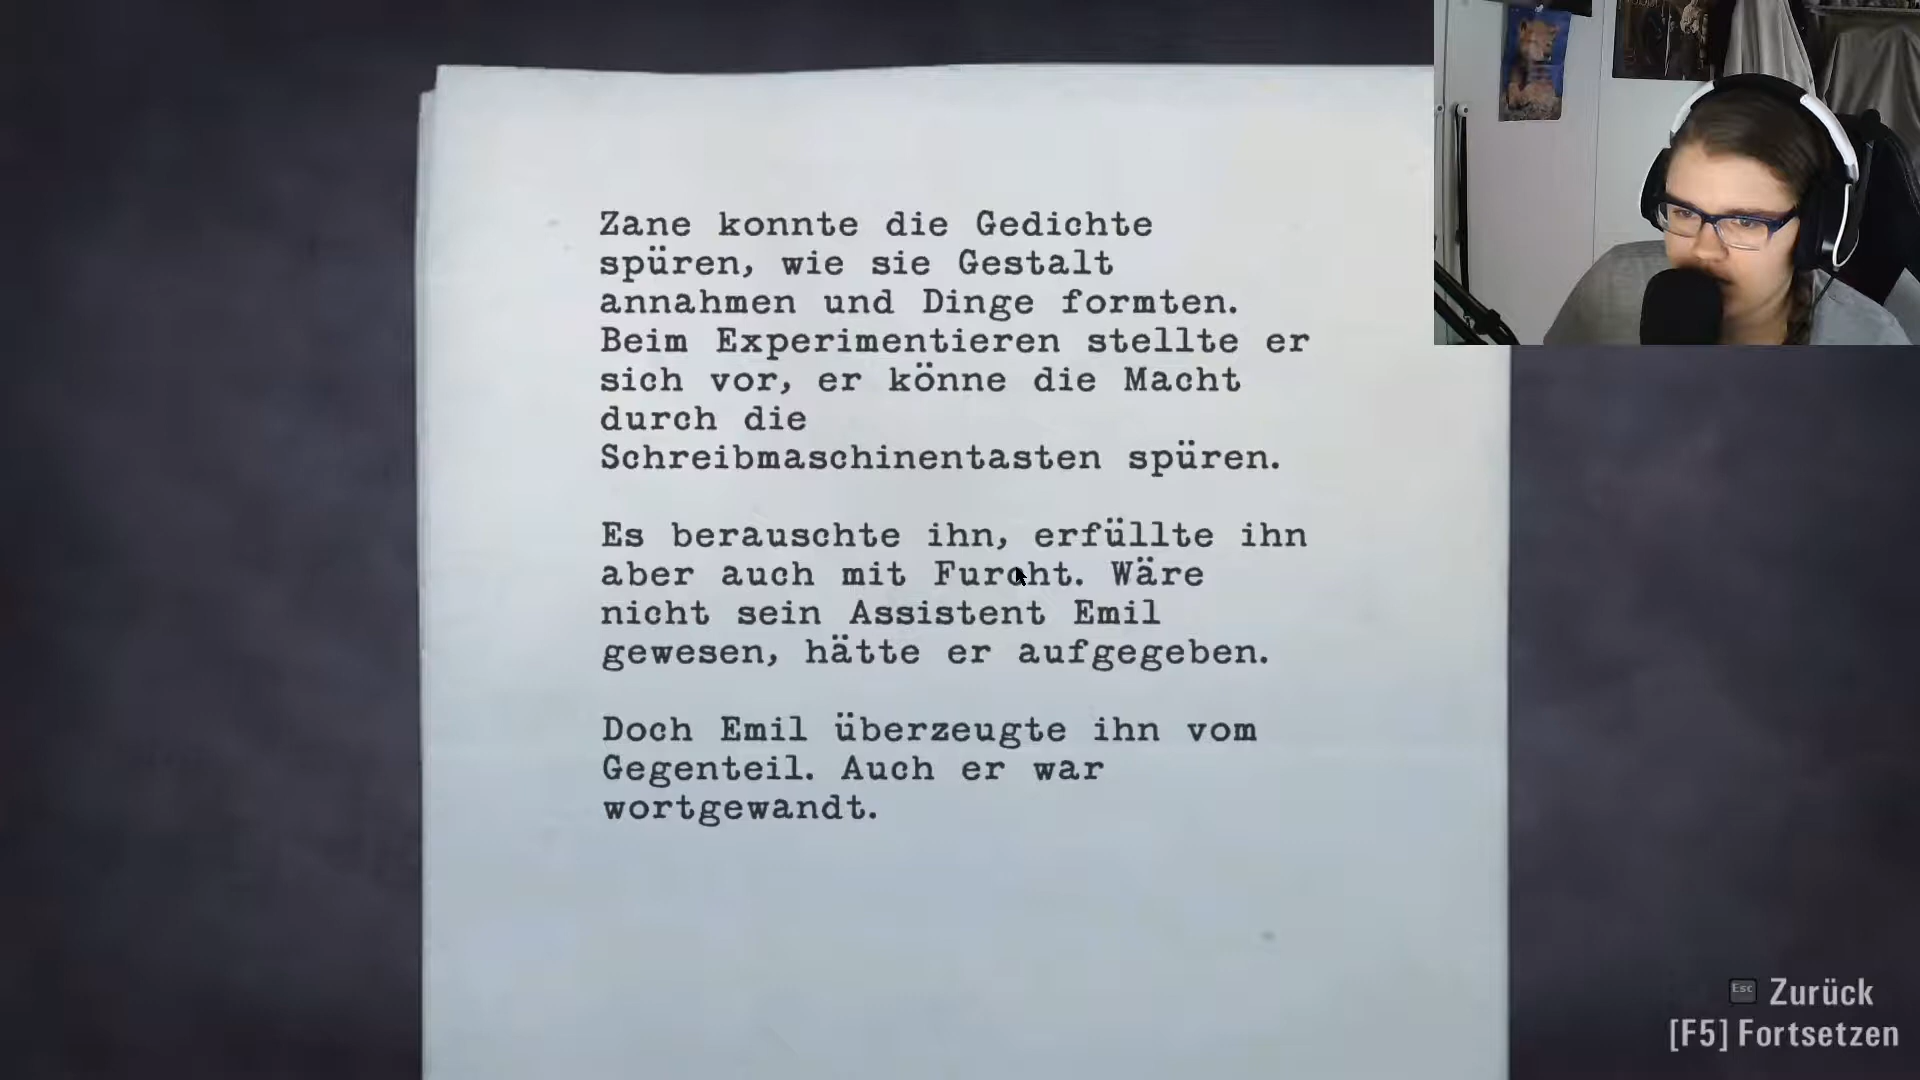 Zane konnte die Gedichte
spüren, wie sie Gestalt
annahmen und Dinge formten.
Beim Experimentieren stellte er
sich vor, er könne die Macht
durch die
Schreibmaschinentasten spüren.
Es berauschte ihn, erfüllte ihn
aber auch mit Furcht. Wäre
nicht sein Assistent Emil
gewesen, hätte er aufgegeben.
Doch Emil überzeugte ihn vom
Gegenteil. Auch er war
wortgewandt.
Esc Zurück
[F5] Fortsetzen